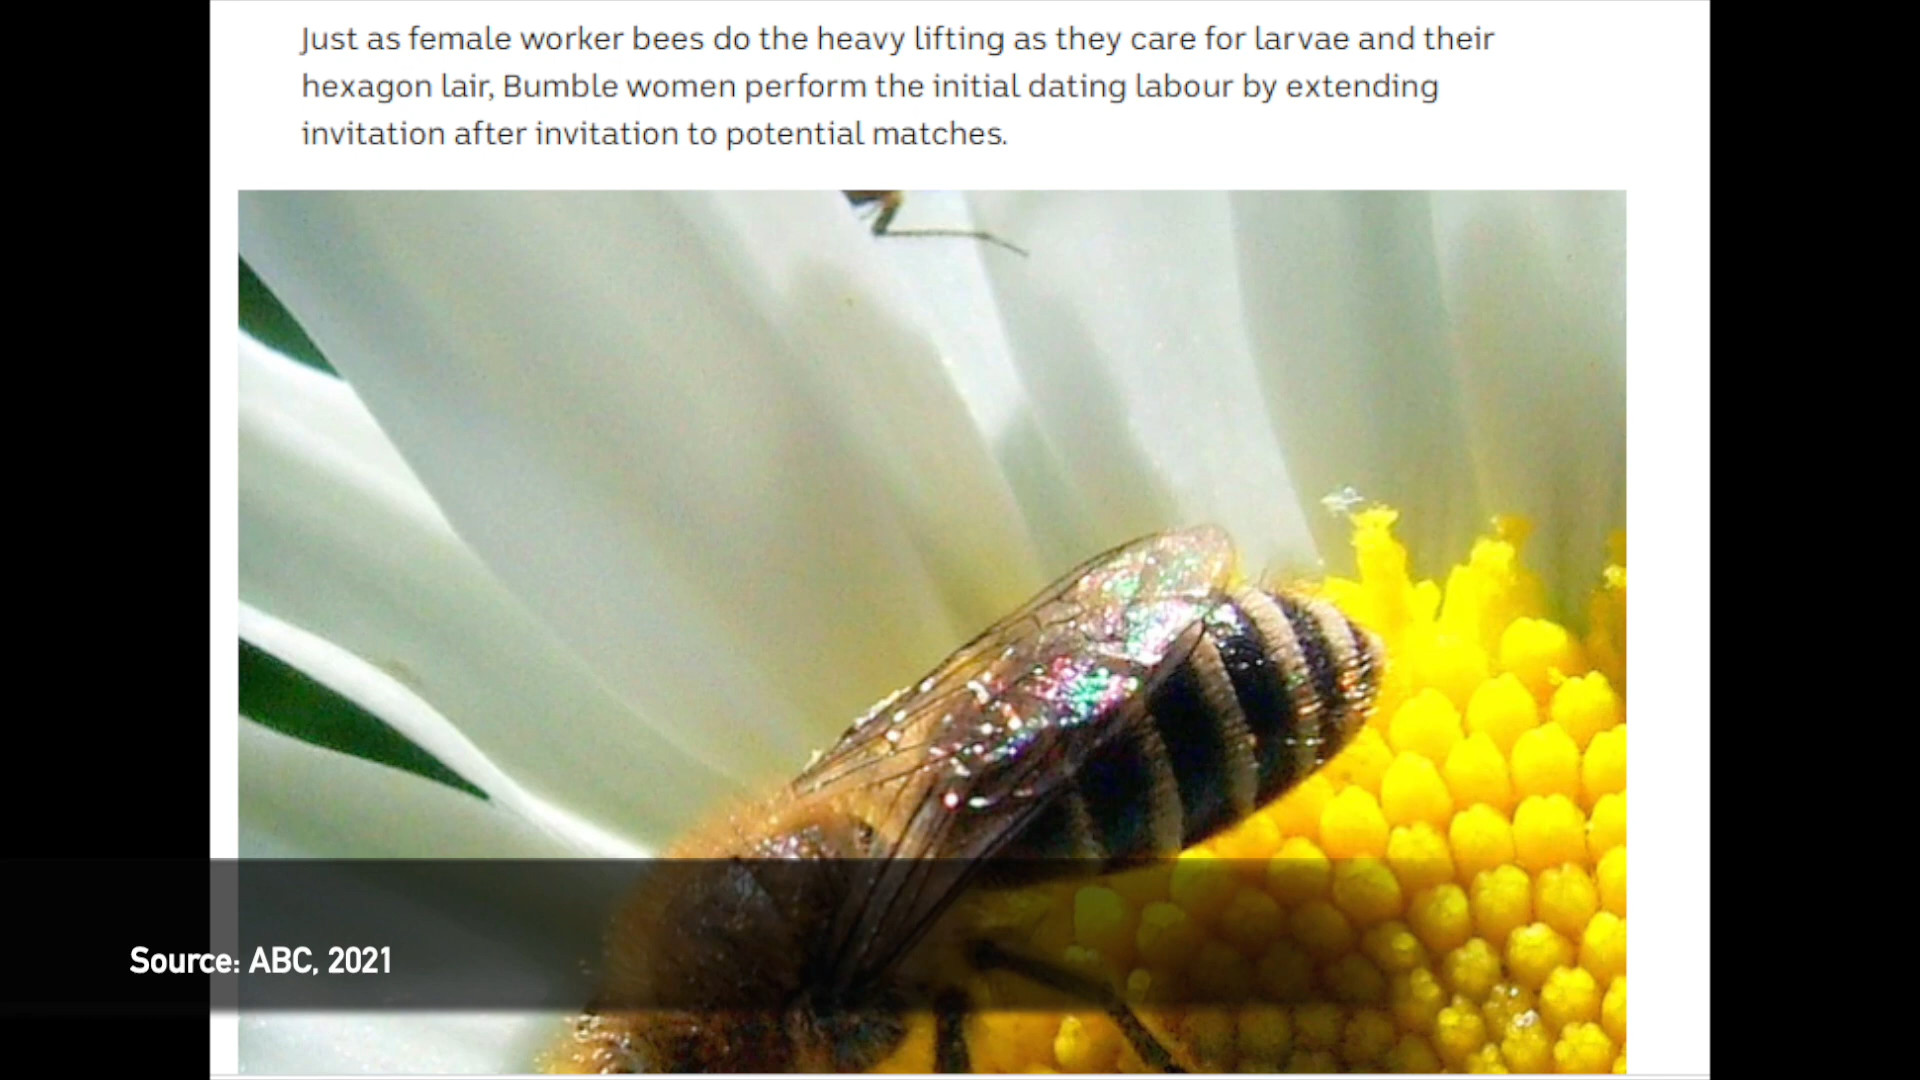 Just as female worker bees do the heavy lifting as they care for larvae and their
hexagon lair, Bumble women perform the initial dating labour by extending
invitation after invitation to potential matches.
Source: ABC, 2021